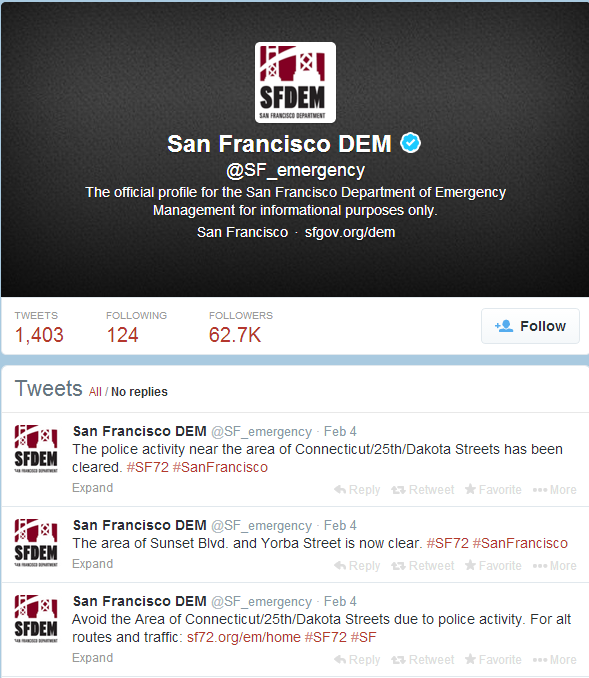 SFDEM
SAN FRANCISCO DEPARTMENT
San Francisco DEM
@SF_emergency
The official profile for the San Francisco Department of Emergency
Management for informational purposes only.
San Francisco · sfgov.org/dem
TWEETS
1,403
FOLLOWING
124
FOLLOWERS
62.7K
Follow
Tweets All / No replies
SFDEM
SAN FRANCISCO DEPARTMENT
San Francisco DEM @SF_emergency · Feb 4
The police activity near the area of Connecticut/25th/Dakota Streets has been
cleared. #SF72 #SanFrancisco
Expand
Reply Retweet Favorite More
SFDEM
SAN FRANCISCO DEPARTMENT
San Francisco DEM @SF_emergency · Feb 4
The area of Sunset Blvd. and Yorba Street is now clear. #SF72 #SanFrancisco
Expand
Reply Retweet Favorite More
SFDEM
SAN FRANCISCO DEPARTMENT
San Francisco DEM @SF_emergency · Feb 4
Avoid the Area of Connecticut/25th/Dakota Streets due to police activity. For alt
routes and traffic: sf72.org/em/home #SF72 #SF
Expand
Reply Retweet Favorite More